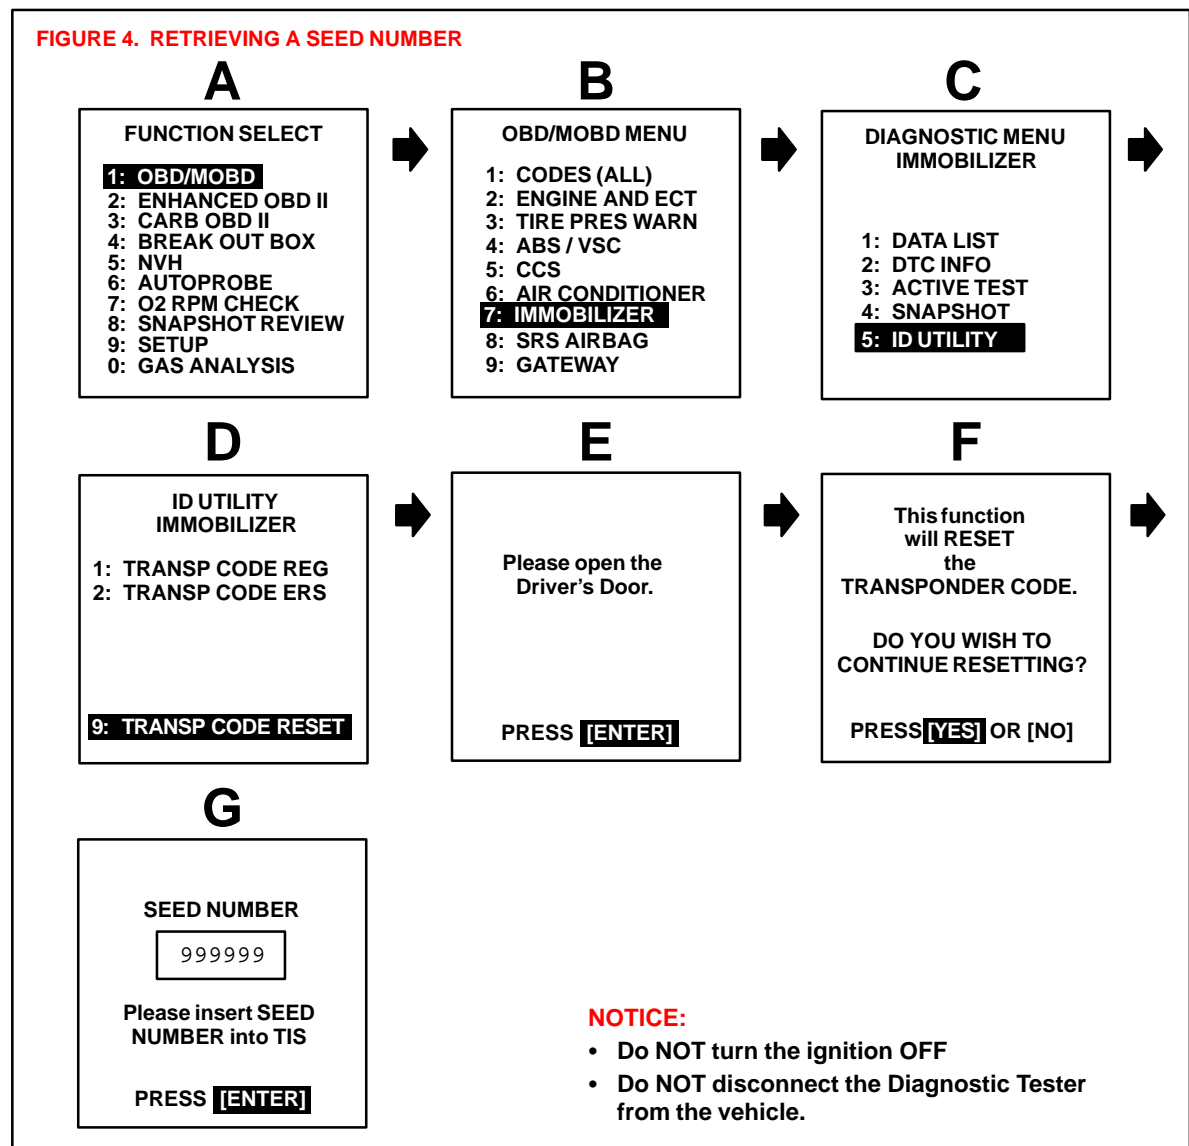 FIGURE 4. RETRIEVING A SEED NUMBER
A
FUNCTION SELECT
1: OBD/MOBD
2: ENHANCED OBD II
3: CARB OBD II
4: BREAK OUT BOX
5: NVH
6: AUTOPROBE
7: O2 RPM CHECK
8: SNAPSHOT REVIEW
9: SETUP
0: GAS ANALYSIS
B
OBD/MOBD MENU
1: CODES (ALL)
2: ENGINE AND ECT
3: TIRE PRES WARN
4: ABS / VSC
5: CCS
6: AIR CONDITIONER
7: IMMOBILIZER
8: SRS AIRBAG
9: GATEWAY
C
DIAGNOSTIC MENU
IMMOBILIZER
1: DATA LIST
2: DTC INFO
3: ACTIVE TEST
4: SNAPSHOT
5: ID UTILITY
D
ID UTILITY
IMMOBILIZER
1: TRANSP CODE REG
2: TRANSP CODE ERS
9: TRANSP CODE RESET
E
Please open the
Driver's Door.
PRESS [ENTER]
F
This function
will RESET
the
TRANSPONDER CODE.
DO YOU WISH TO
CONTINUE RESETTING?
PRESS [YES] OR [NO]
G
SEED NUMBER
999999
Please insert SEED
NUMBER into TIS
PRESS [ENTER]
NOTICE:
• Do NOT turn the ignition OFF
• Do NOT disconnect the Diagnostic Tester
from the vehicle.